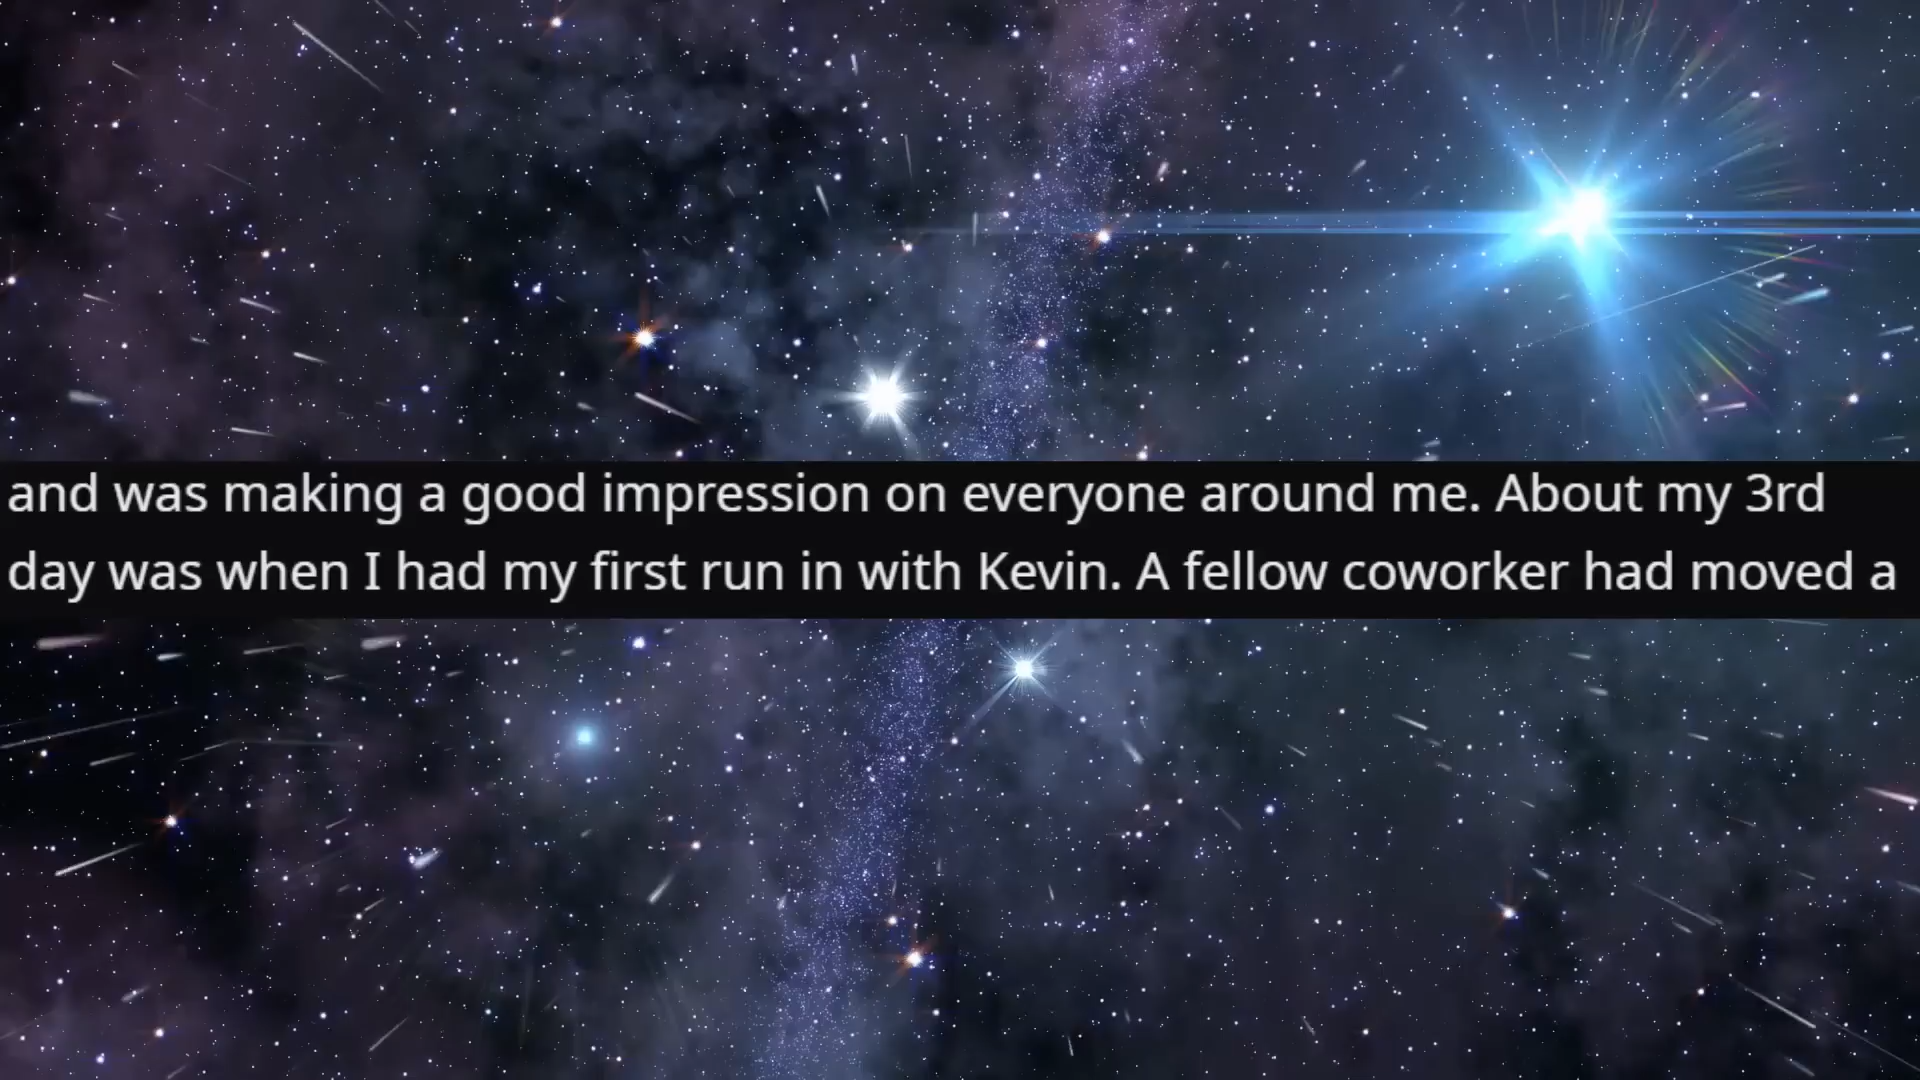 and was making a good impression on everyone around me. About my 3rd
day was when I had my first run in with Kevin. A fellow coworker had moved a